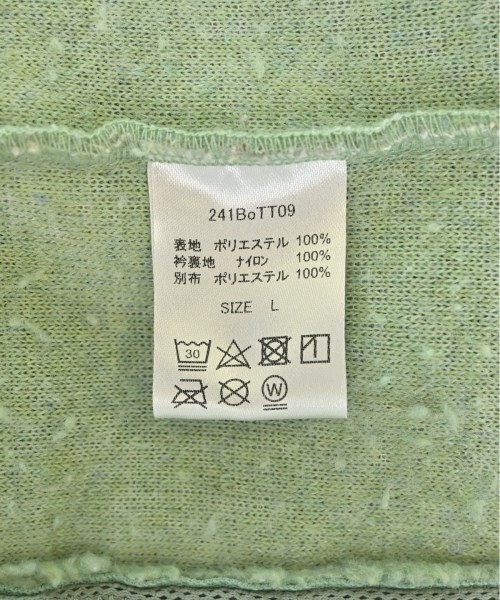 241BoTT09
表地 ポリエステル 100%
衿裏地 ナイロン 100%
別布 ポリエステル 100%
SIZE L
30
W